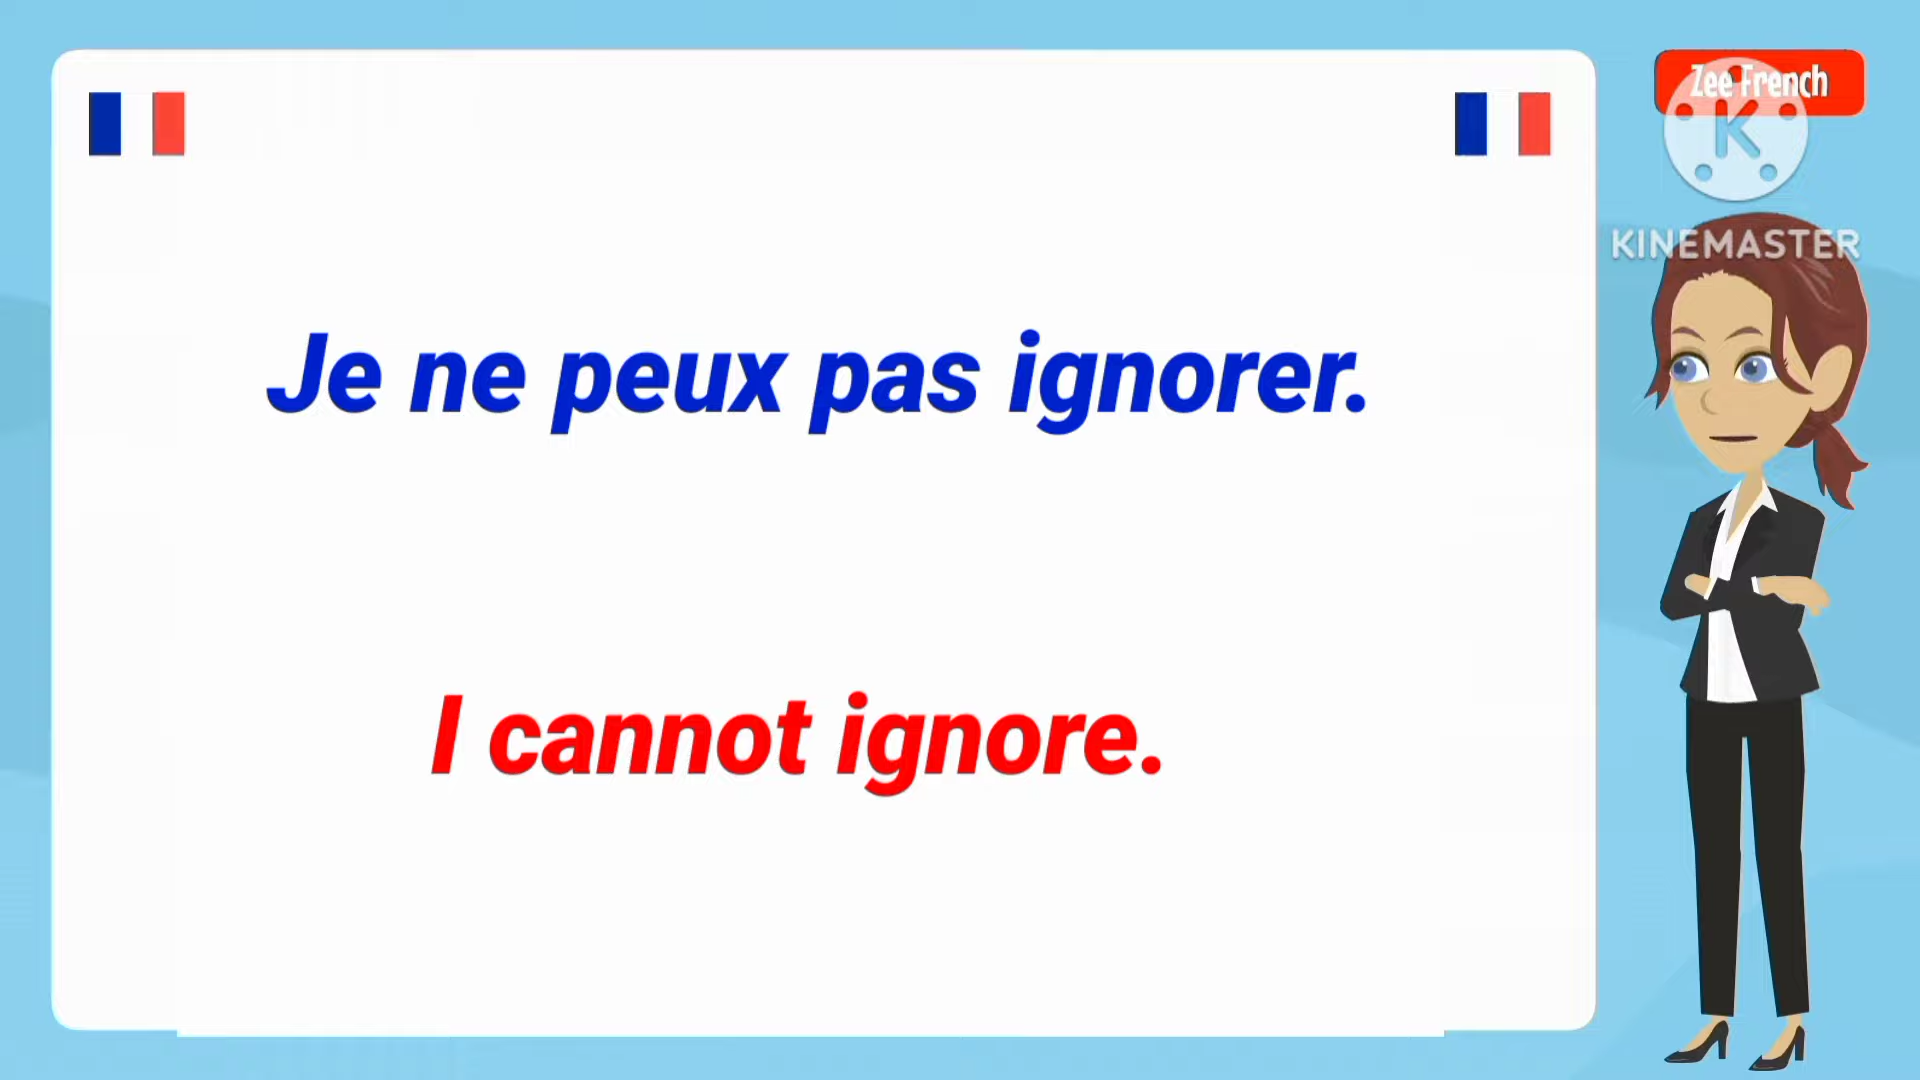 Zee French
K
KINEMASTER
Je ne peux pas ignorer.
I cannot ignore.